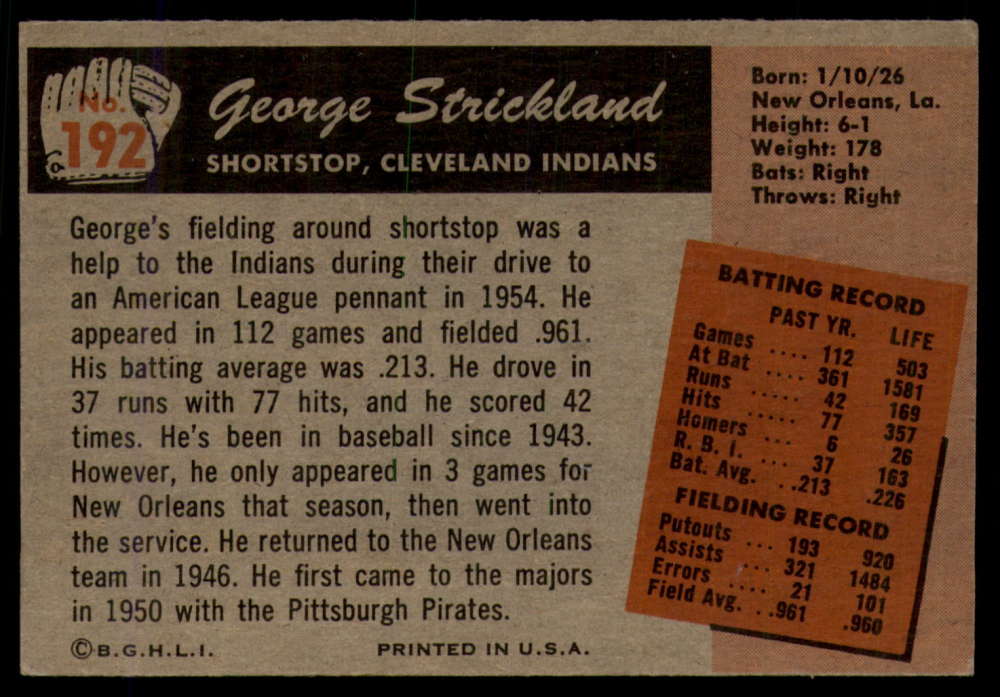 No.
192
George Strickland
SHORTSTOP, CLEVELAND INDIANS
George's fielding around shortstop was a
help to the Indians during their drive to
an American League pennant in 1954. He
appeared in 112 games and fielded .961.
His batting average was .213. He drove in
37 runs with 77 hits, and he scored 42
times. He's been in baseball since 1943.
However, he only appeared in 3 games for
New Orleans that season, then went into
the service. He returned to the New Orleans
team in 1946. He first came to the majors
in 1950 with the Pittsburgh Pirates.
©B.G.H.L.I. PRINTED IN U.S.A.
Born: 1/10/26
New Orleans, La.
Height: 6-1
Weight: 178
Bats: Right
Throws: Right
BATTING RECORD
PAST YR. LIFE
Games .... 112 503
At Bat .... 361 1581
Runs 42 169
Hits ..... 77 357
Homers ... 6 26
R. B. I. ... 37 163
Bat. Avg. ..213 .226
FIELDING RECORD
Putouts ... 193 920
Assists ... 321 1484
Errors .... 21 101
Field Avg. ..961 .960